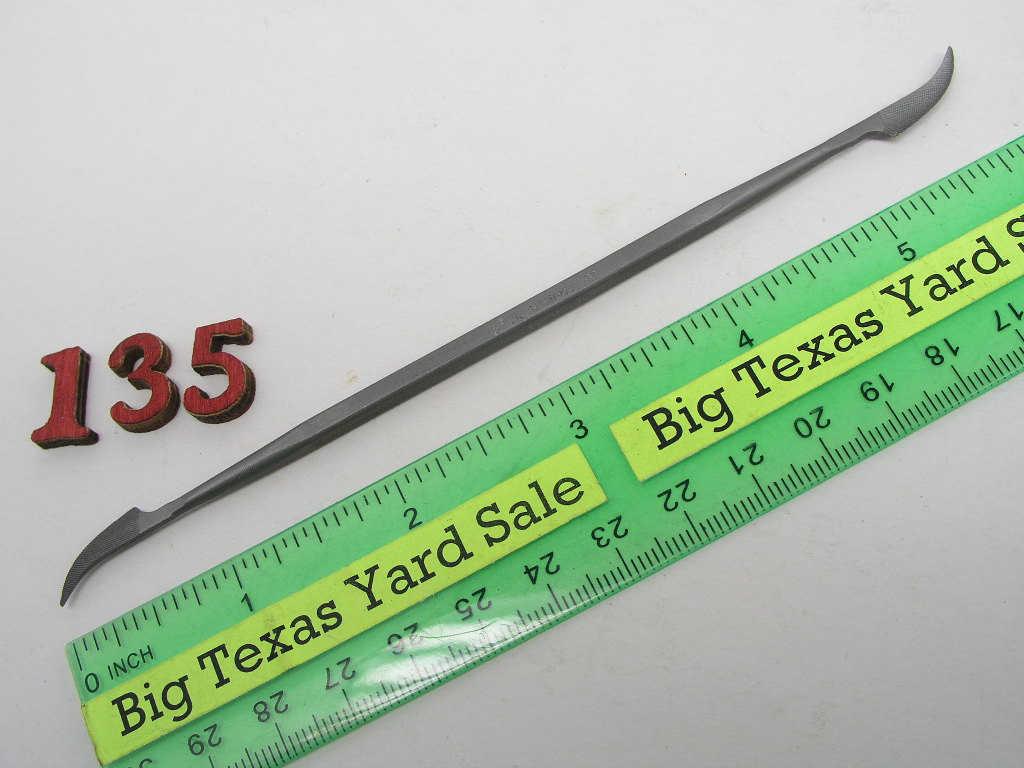 135
0 INCH 1 2 3 4 5
Big Texas Yard Sale
Big Texas Yard S
29 28 27 26 25 24 23 22 21 20 19 18 17